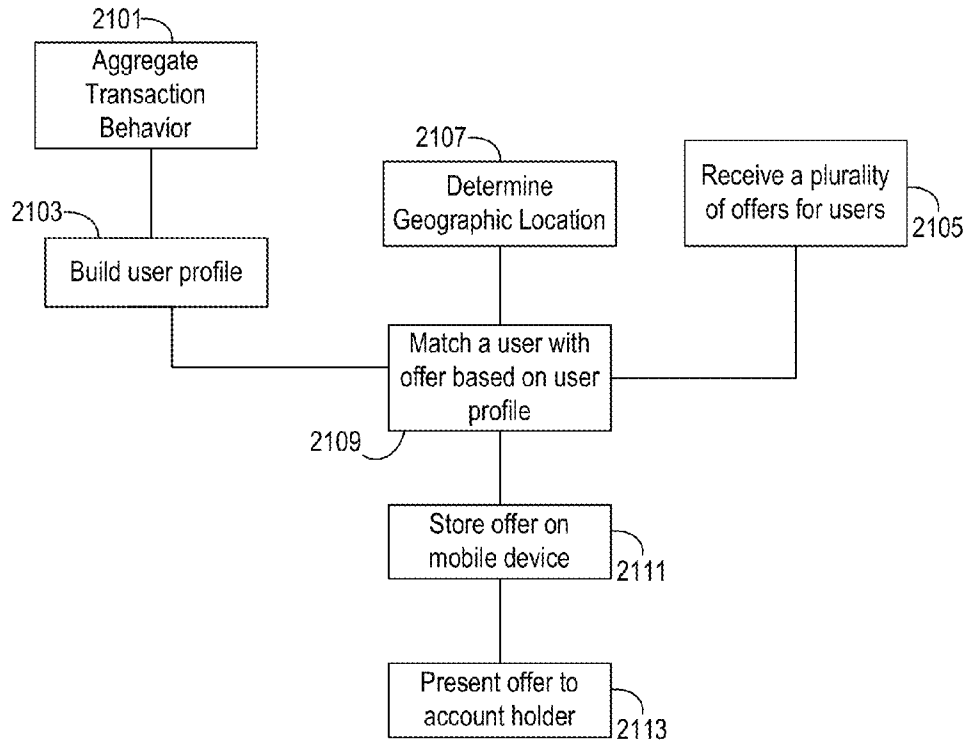 2101
Aggregate
Transaction
Behavior
2103
Build user profile
2107
Determine
Geographic Location
Receive a plurality
of offers for users
2105
Match a user with
offer based on user
profile
2109
Store offer on
mobile device
2111
Present offer to
account holder
2113